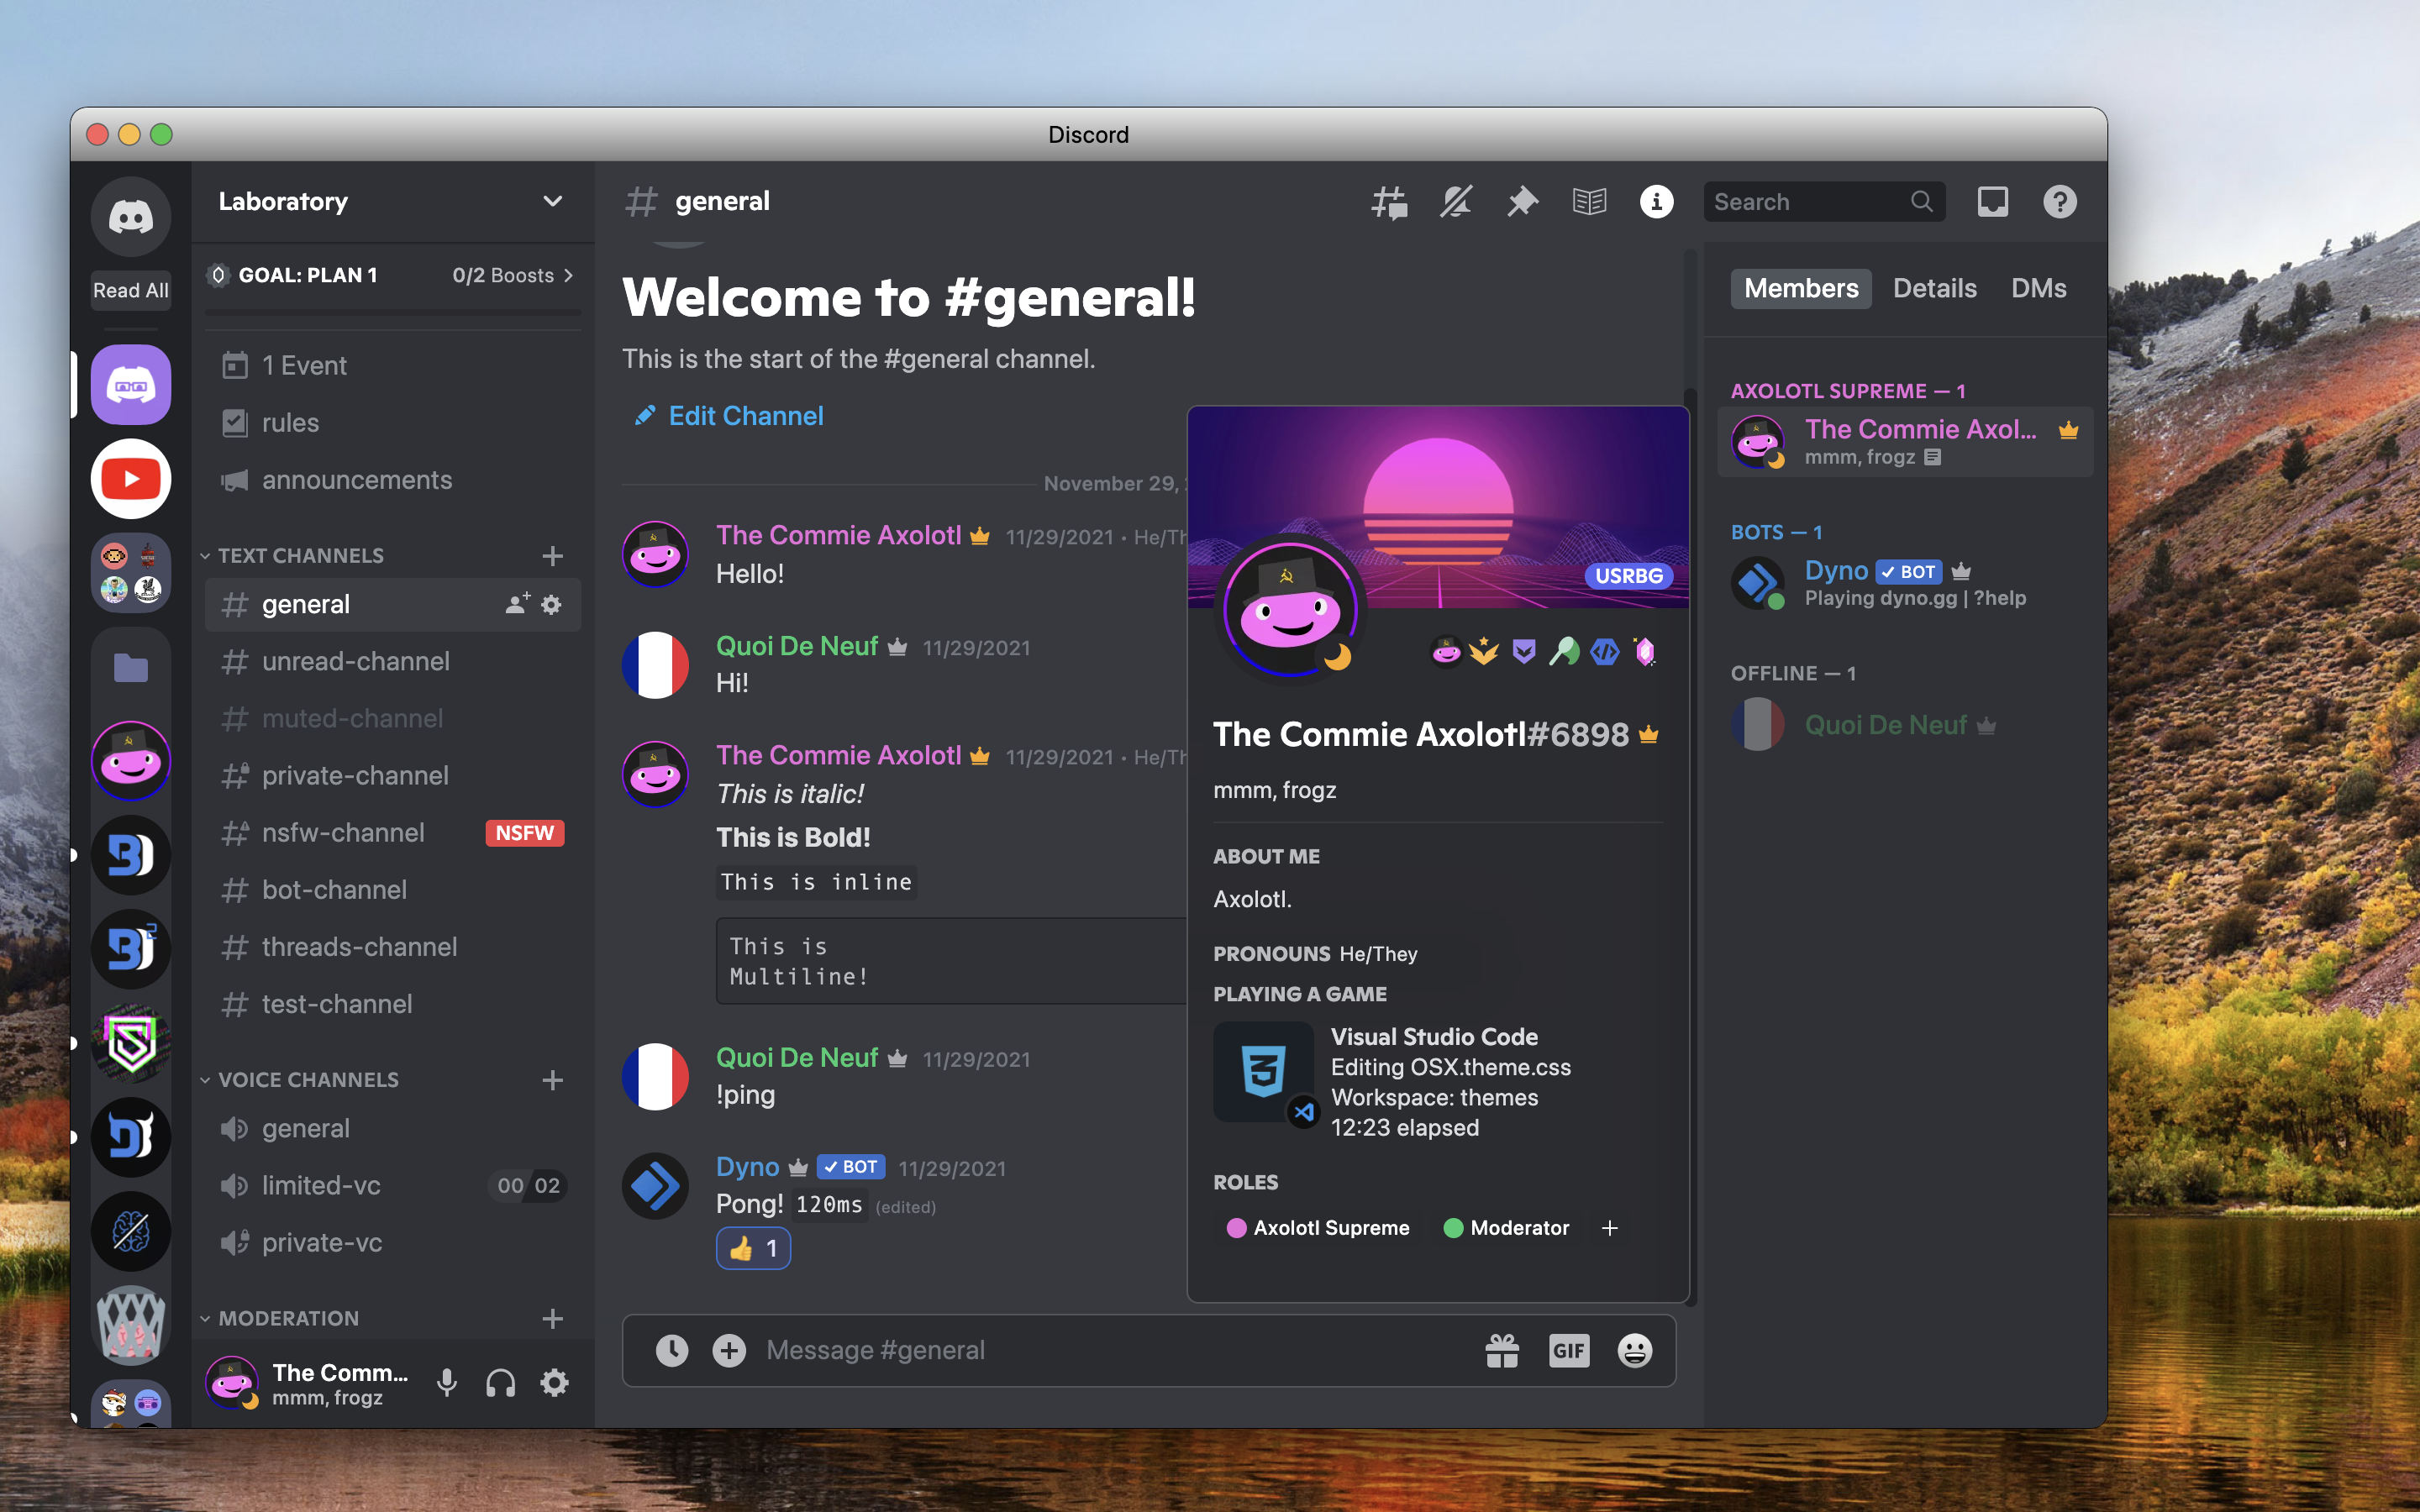 Discord
Read All
Laboratory
GOAL: PLAN 1
0/2 Boosts
1 Event
rules
announcements
TEXT CHANNELS
general
unread-channel
muted-channel
private-channel
nsfw-channel
NSFW
bot-channel
threads-channel
test-channel
VOICE CHANNELS
general
limited-vc
00 02
private-vc
MODERATION
The Comm...
mmm, frogz
general
Search
Welcome to #general!
This is the start of the #general channel.
Edit Channel
November 29,
The Commie Axolotl 11/29/2021 • He/Th
Hello!
Quoi De Neuf 11/29/2021
Hi!
The Commie Axolotl 11/29/2021 • He/Th
This is italic!
This is Bold!
This is inline
This is
Multiline!
Quoi De Neuf 11/29/2021
!ping
Dyno BOT 11/29/2021
Pong! 120ms (edited)
👍 1
Message #general
GIF
USRBG
The Commie Axolotl#6898
mmm, frogz
ABOUT ME
Axolotl.
PRONOUNS He/They
PLAYING A GAME
Visual Studio Code
Editing OSX.theme.css
Workspace: themes
12:23 elapsed
ROLES
Axolotl Supreme Moderator +
Members Details DMs
AXOLOTL SUPREME — 1
The Commie Axol...
mmm, frogz
BOTS — 1
Dyno BOT
Playing dyno.gg | ?help
OFFLINE — 1
Quoi De Neuf